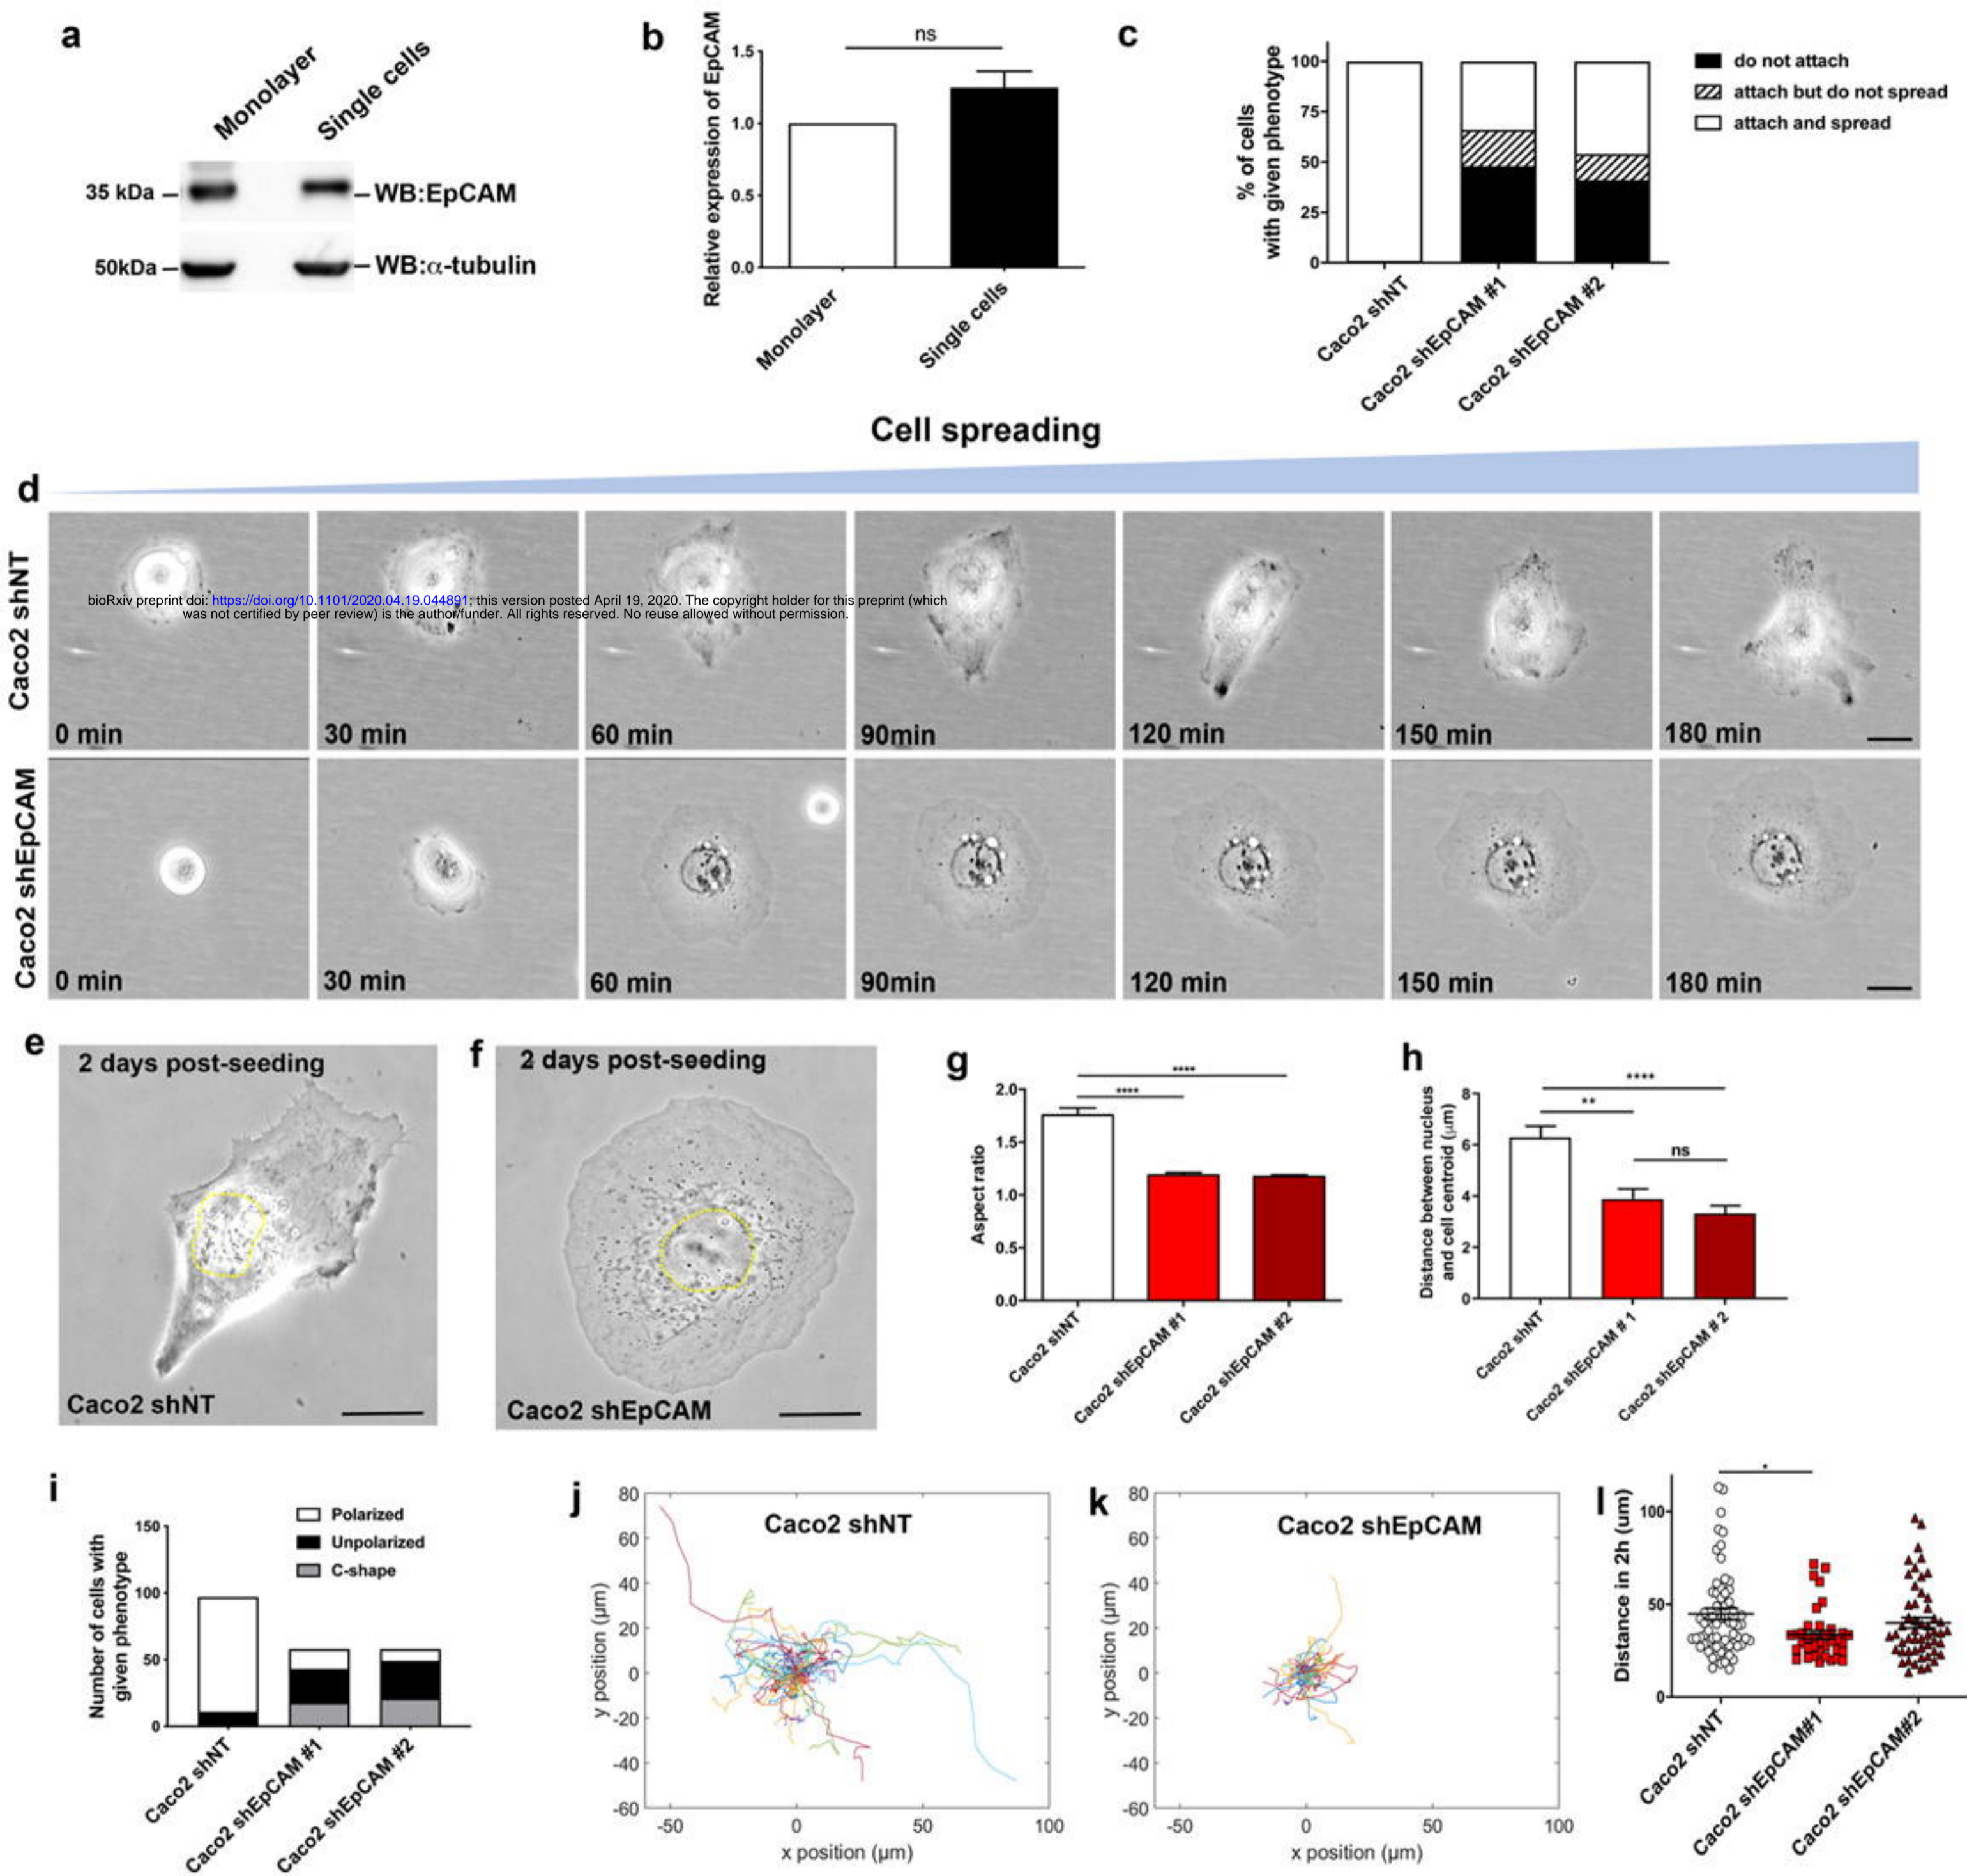 a
Monolayer
Single cells
35 kDa
WB:EpCAM
50kDa
WB:α-tubulin
b
Relative expression of EpCAM
1.5
1.0
0.5
0.0
ns
Monolayer
Single cells
c
% of cells
with given phenotype
100
75
50
25
0
Caco2 shNT
Caco2 shEpCAM #1
Caco2 shEpCAM #2
do not attach
attach but do not spread
attach and spread
Cell spreading
d
Caco2 shNT
bioRxiv preprint doi: https://doi.org/10.1101/2020.04.19.044891; this version posted April 19, 2020. The copyright holder for this preprint (which
was not certified by peer review) is the author/funder. All rights reserved. No reuse allowed without permission.
0 min
30 min
60 min
90min
120 min
150 min
180 min
Caco2 shEpCAM
0 min
30 min
60 min
90min
120 min
150 min
180 min
e
2 days post-seeding
Caco2 shNT
f
2 days post-seeding
Caco2 shEpCAM
g
Aspect ratio
2.0
1.5
1.0
0.5
0.0
****
****
Caco2 shNT
Caco2 shEpCAM #1
Caco2 shEpCAM #2
h
Distance between nucleus
and cell centroid (μm)
8
6
4
2
0
****
**
ns
Caco2 shNT
Caco2 shEpCAM # 1
Caco2 shEpCAM # 2
i
Number of cells with
given phenotype
150
100
50
0
Polarized
Unpolarized
C-shape
Caco2 shNT
Caco2 shEpCAM #1
Caco2 shEpCAM #2
j
Caco2 shNT
y position (μm)
80
60
40
20
0
-20
-40
-60
-50
0
50
100
x position (μm)
k
Caco2 shEpCAM
y position (μm)
80
60
40
20
0
-20
-40
-60
-50
0
50
100
x position (μm)
l
Distance in 2h (um)
100
50
0
*
Caco2 shNT
Caco2 shEpCAM#1
Caco2 shEpCAM#2